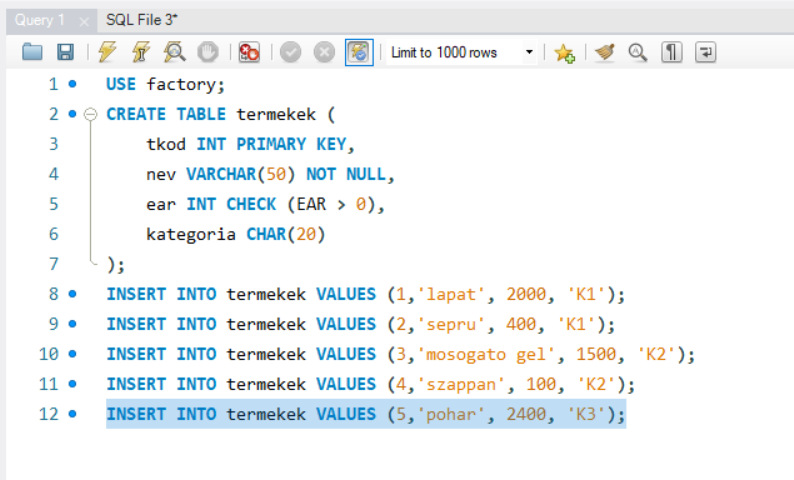 Query 1 SQL File 3*
Limit to 1000 rows
1 USE factory;
2 CREATE TABLE termekek (
3 tkod INT PRIMARY KEY,
4 nev VARCHAR(50) NOT NULL,
5 ear INT CHECK (EAR > 0),
6 kategoria CHAR(20)
7 );
8 INSERT INTO termekek VALUES (1,'lapat', 2000, 'K1');
9 INSERT INTO termekek VALUES (2,'sepru', 400, 'K1');
10 INSERT INTO termekek VALUES (3,'mosogato gel', 1500, 'K2');
11 INSERT INTO termekek VALUES (4,'szappan', 100, 'K2');
12 INSERT INTO termekek VALUES (5,'pohar', 2400, 'K3');